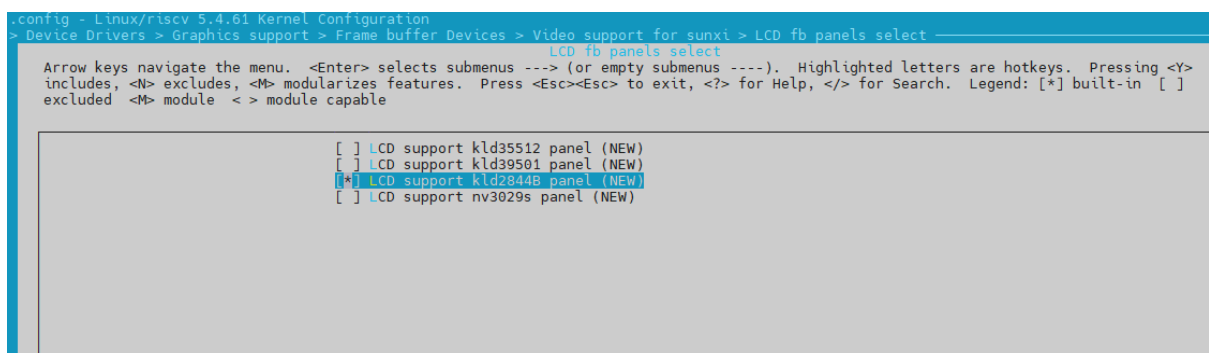 .config - Linux/riscv 5.4.61 Kernel Configuration
> Device Drivers > Graphics support > Frame buffer Devices > Video support for sunxi > LCD fb panels select
LCD fb panels select
Arrow keys navigate the menu. <Enter> selects submenus ---> (or empty submenus ----). Highlighted letters are hotkeys. Pressing <Y>
includes, <N> excludes, <M> modularizes features. Press <Esc><Esc> to exit, <?> for Help, </> for Search. Legend: [*] built-in [ ]
excluded <M> module < > module capable
[ ] LCD support kld35512 panel (NEW)
[ ] LCD support kld39501 panel (NEW)
[*] LCD support kld2844B panel (NEW)
[ ] LCD support nv3029s panel (NEW)